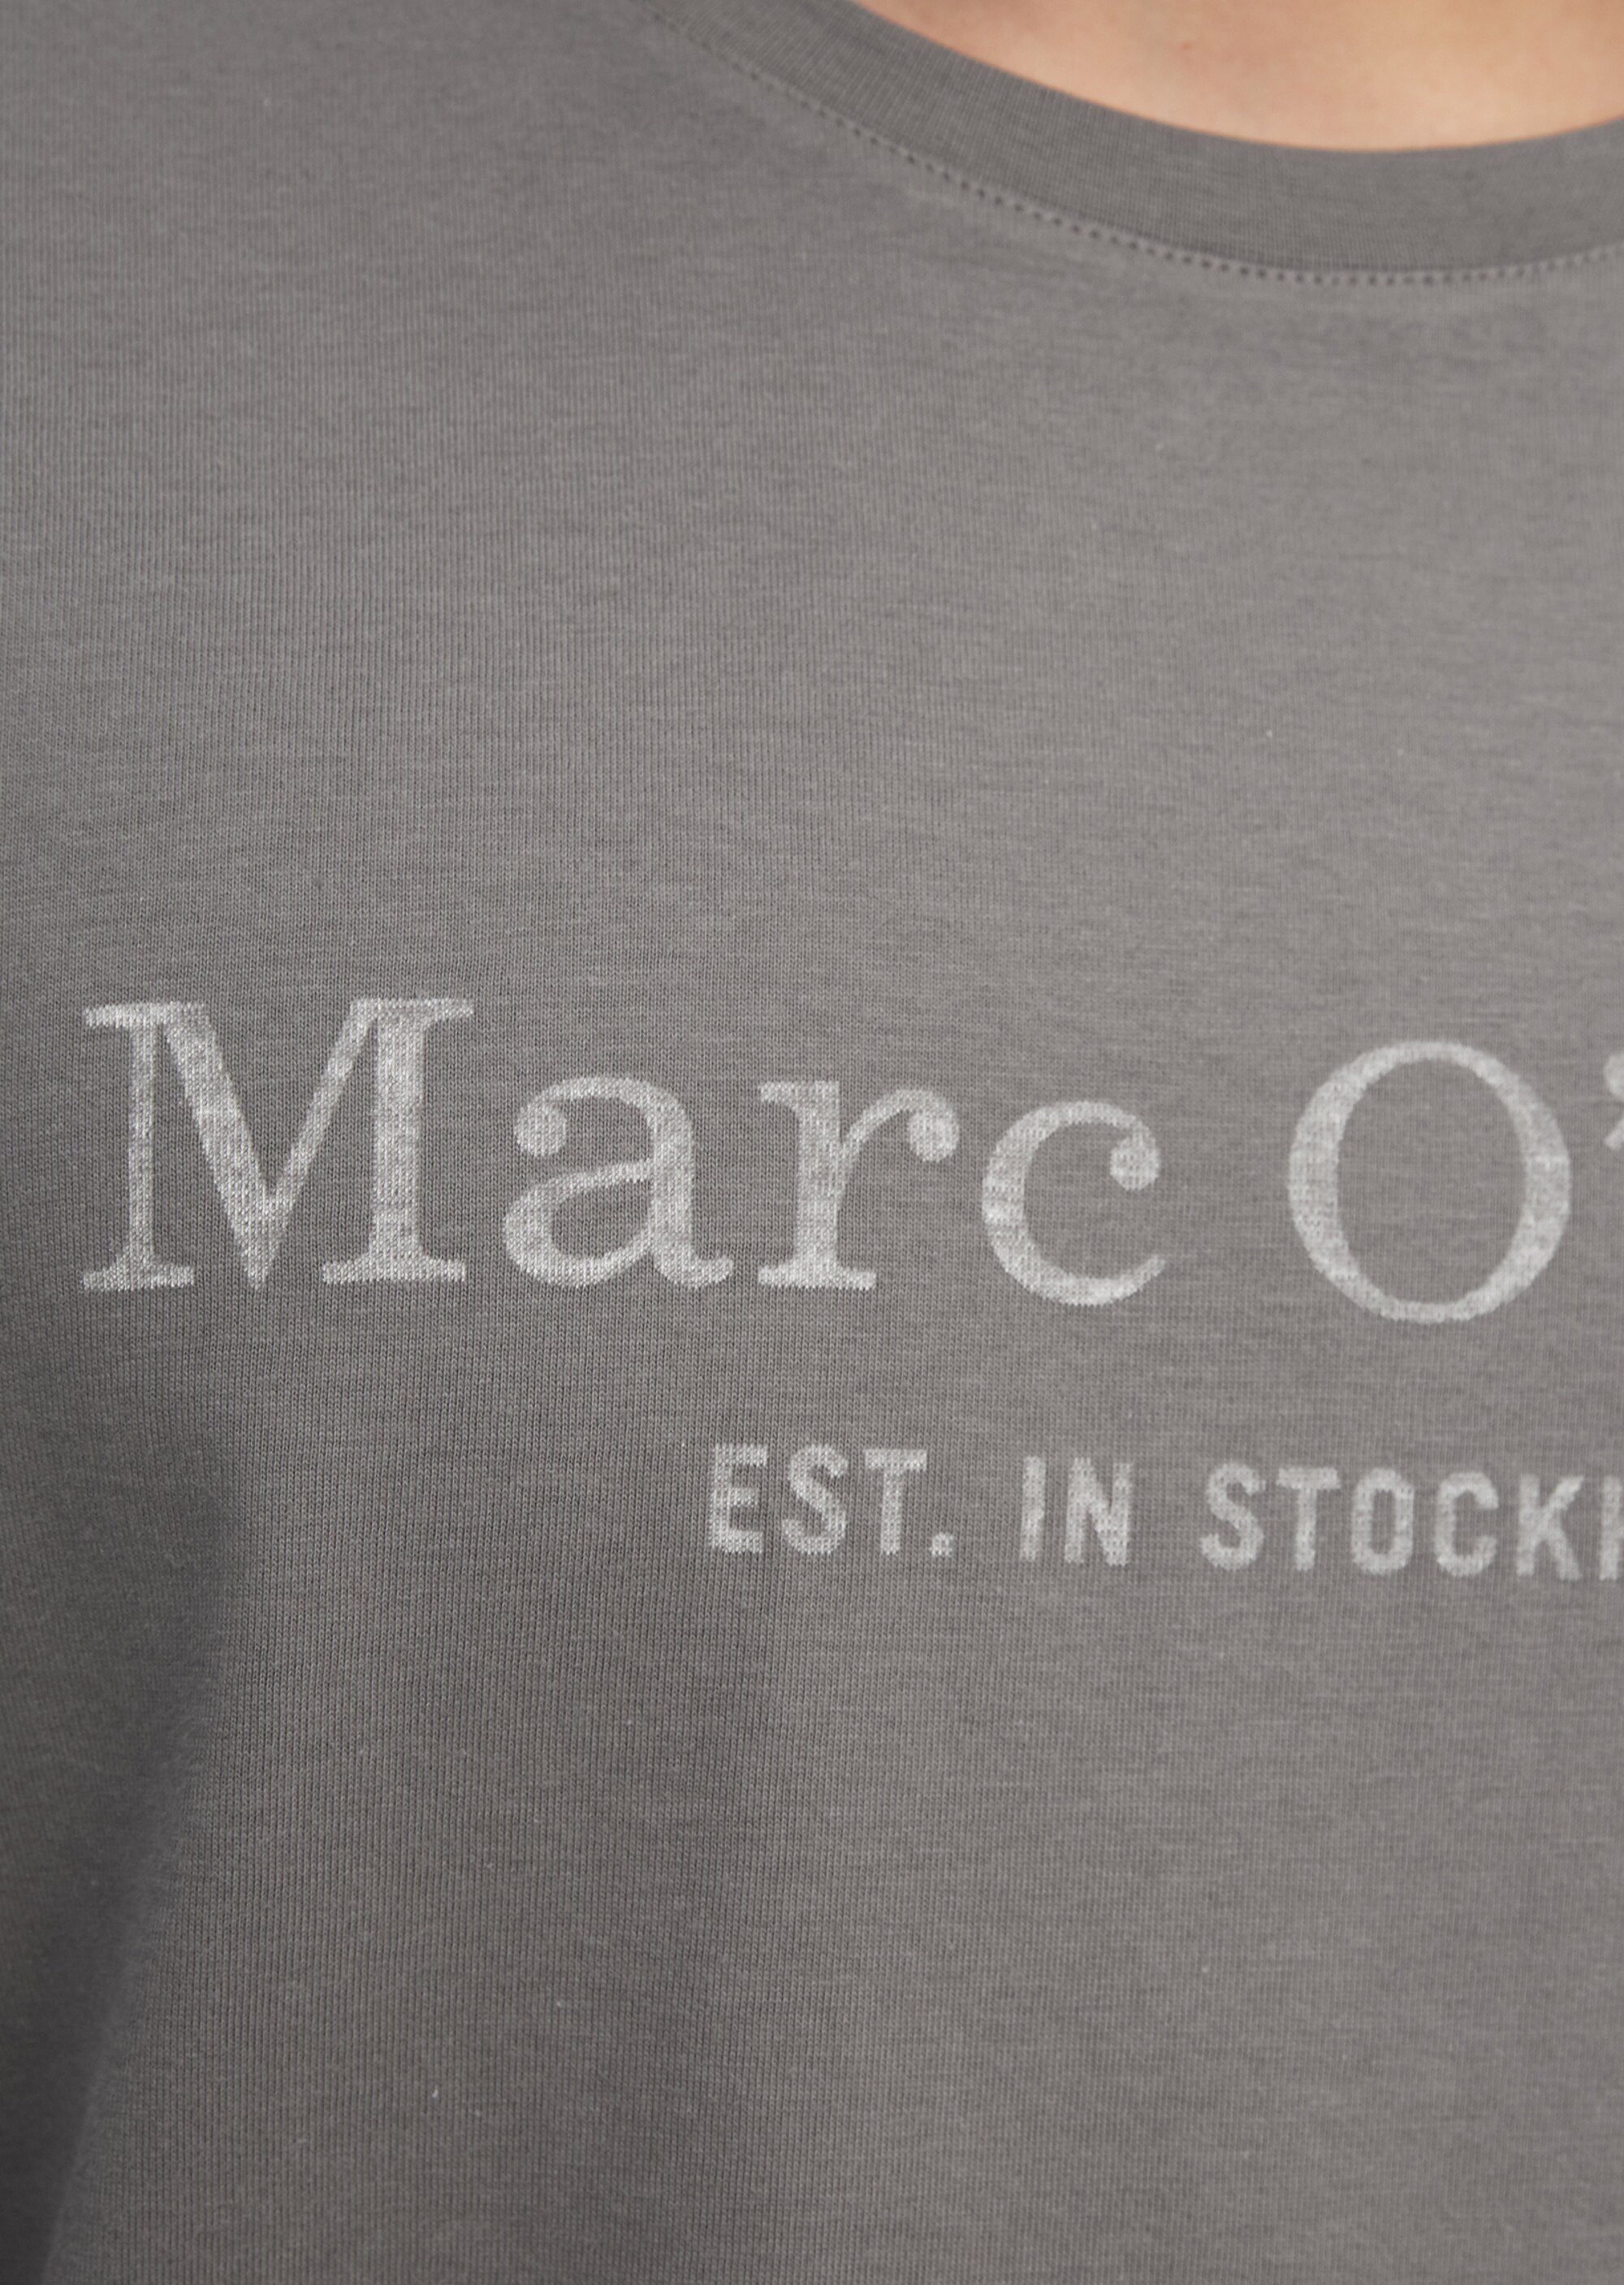 Marc O'
EST. IN STOCK